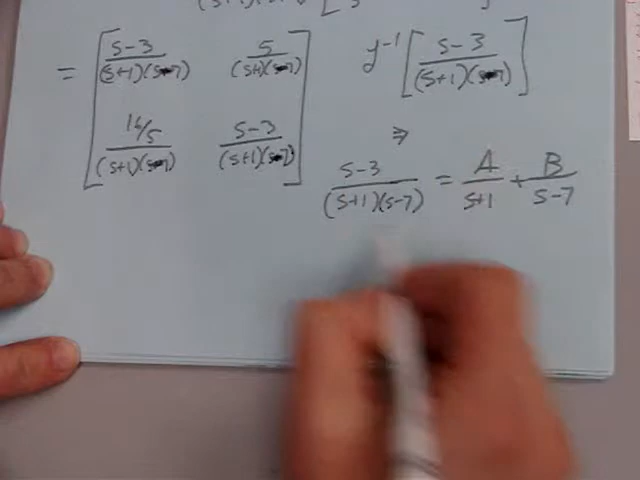 = [ (s-3)/((s+1)(s-7))   5/((s+1)(s-7)) ]   y⁻¹[ (s-3)/((s+1)(s-7)) ]
[ (16/5)/((s+1)(s-7))   (s-3)/((s+1)(s-7)) ]   ⇒
(s-3)/((s+1)(s-7)) = A/(s+1) + B/(s-7)